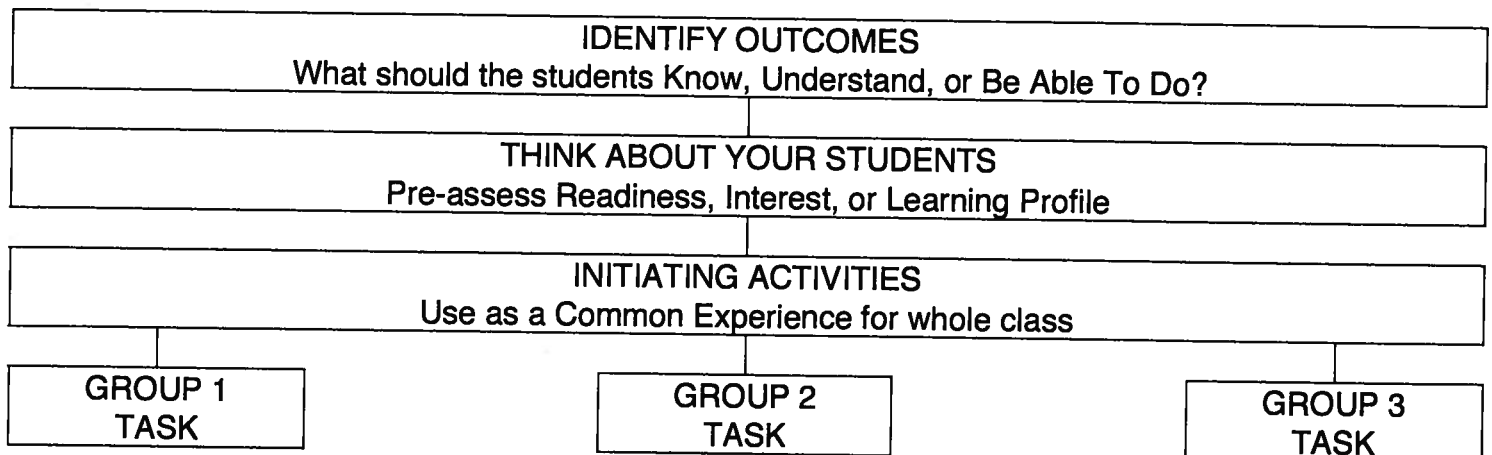 IDENTIFY OUTCOMES
What should the students Know, Understand, or Be Able To Do?
THINK ABOUT YOUR STUDENTS
Pre-assess Readiness, Interest, or Learning Profile
INITIATING ACTIVITIES
Use as a Common Experience for whole class
GROUP 1
TASK
GROUP 2
TASK
GROUP 3
TASK